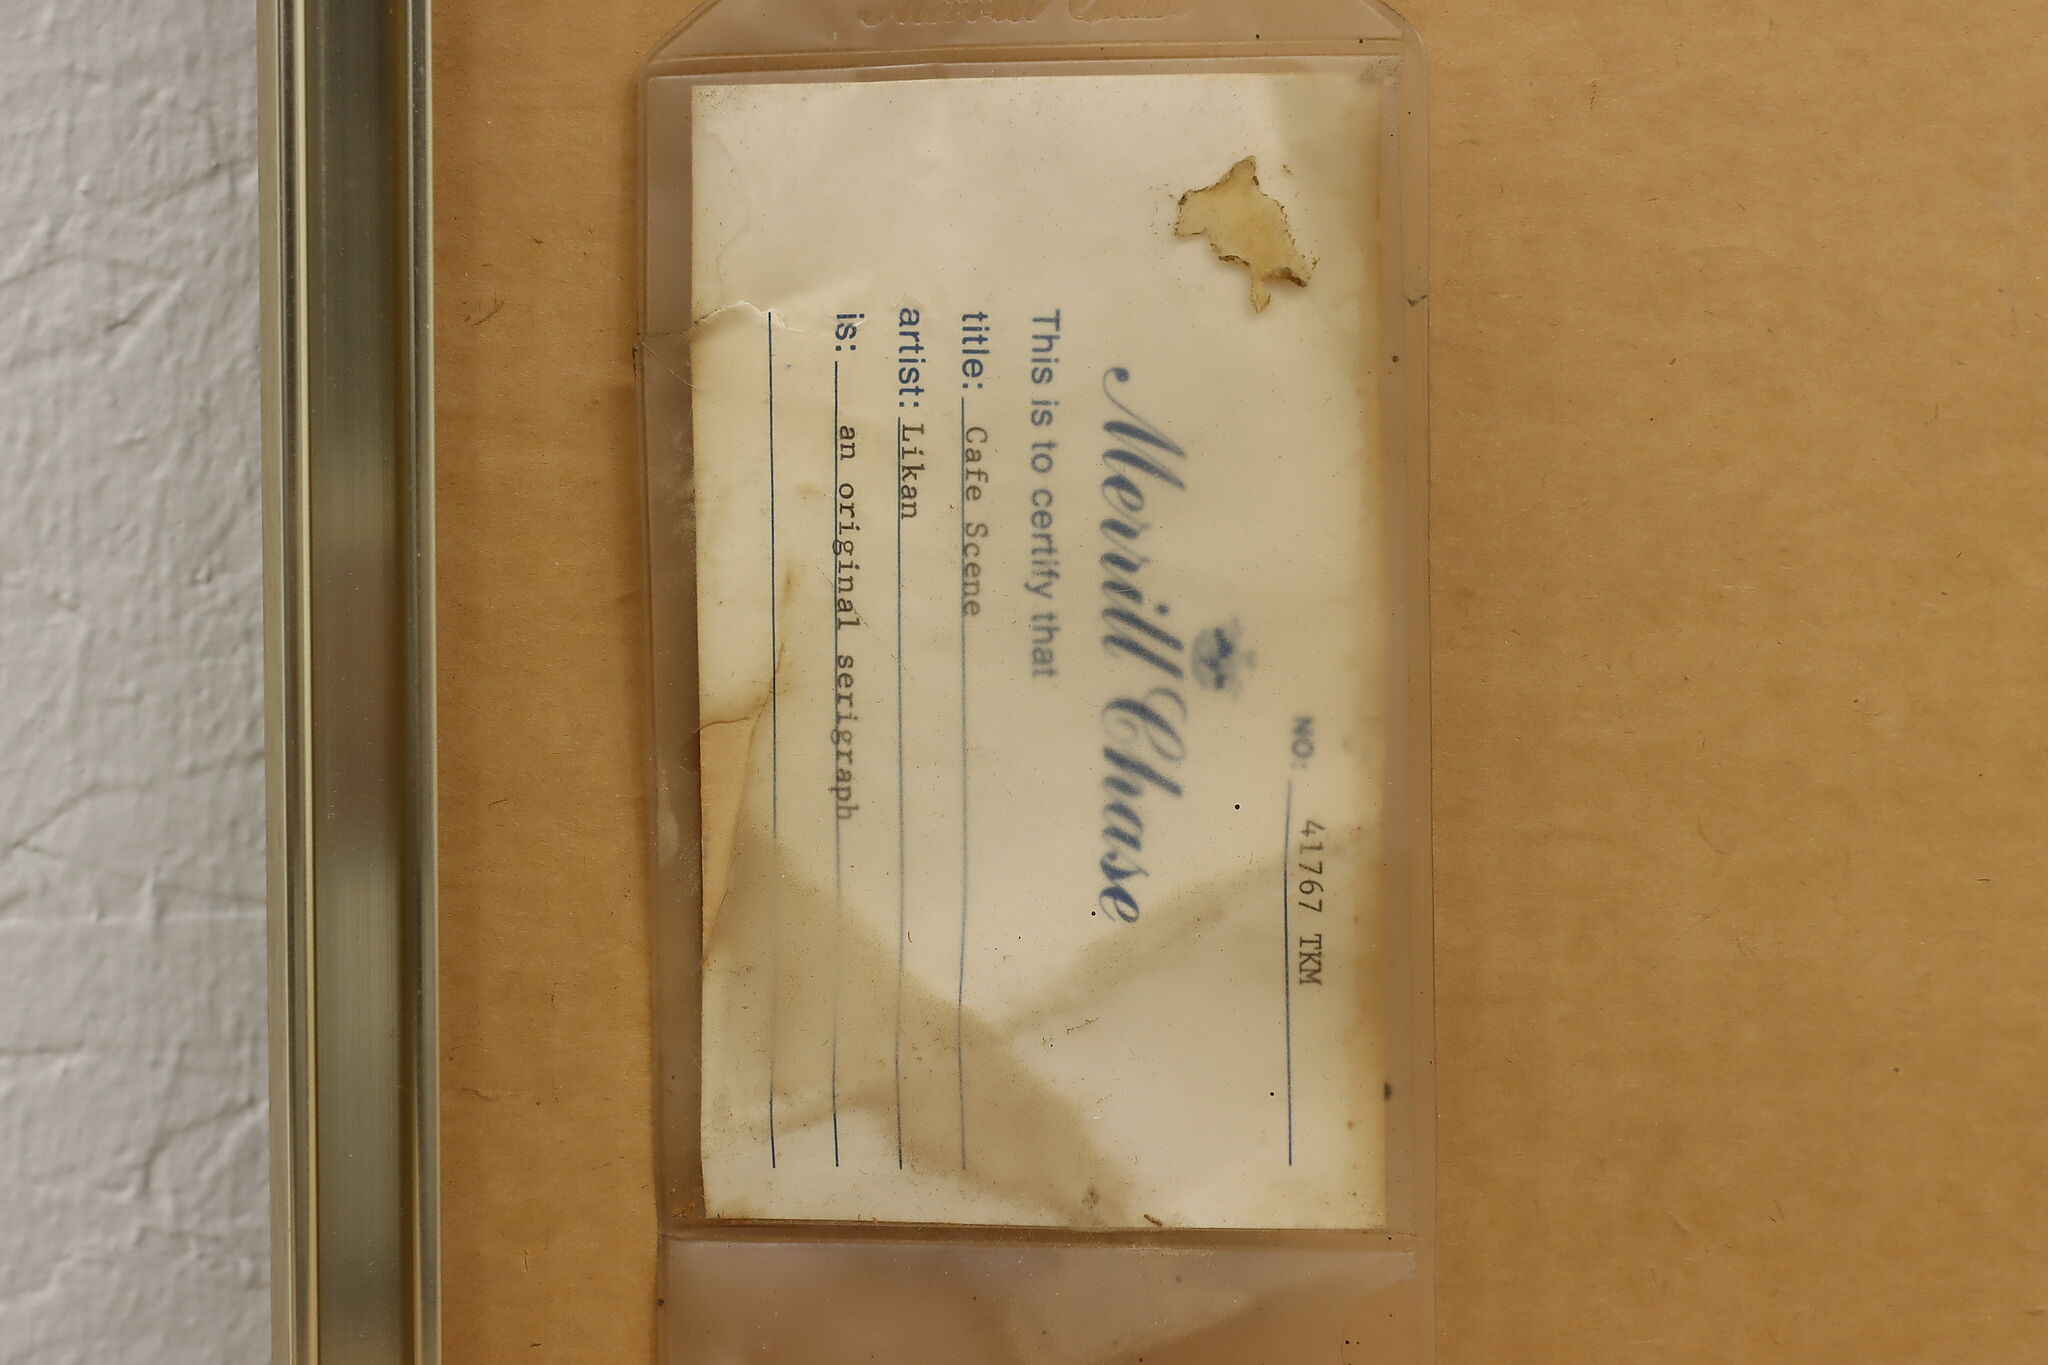 NO: 41767 TKM
Merrill Chase
This is to certify that
title: Cafe Scene
artist: Likan
is: an original serigraph